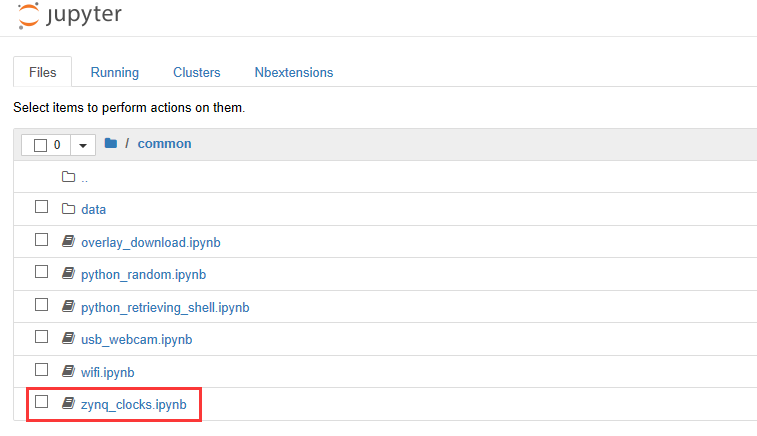 jupyter
Files Running Clusters Nbextensions
Select items to perform actions on them.
0 / common
..
data
overlay_download.ipynb
python_random.ipynb
python_retrieving_shell.ipynb
usb_webcam.ipynb
wifi.ipynb
zynq_clocks.ipynb